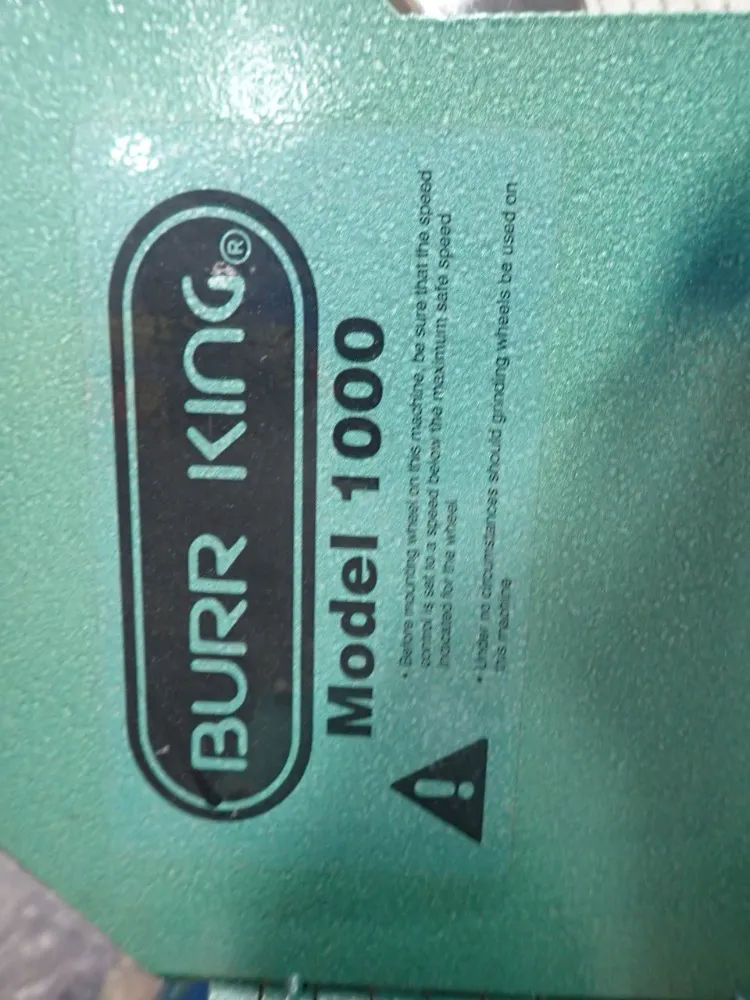 BURR KING®
Model 1000
• Before mounting wheel on this machine, be sure that the speed
control is set to a speed below the maximum safe speed
indicated for the wheel
• Under no circumstances should grinding wheels be used on
this machine